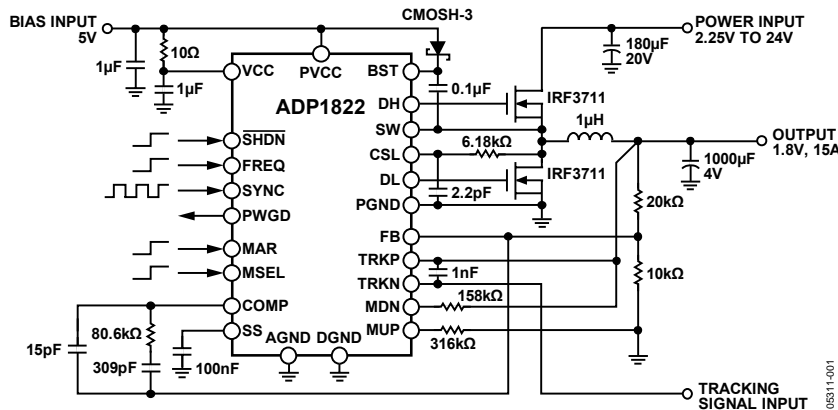 BIAS INPUT
5V
1µF
10Ω
1µF
CMOSH-3
180µF
20V
POWER INPUT
2.25V TO 24V
VCC
PVCC
BST
0.1µF
ADP1822
DH
IRF3711
SW
1µH
SHDN
CSL
6.18kΩ
OUTPUT
1.8V, 15A
FREQ
DL
IRF3711
1000µF
4V
SYNC
2.2pF
PGND
20kΩ
PWGD
FB
MAR
TRKP
1nF
MSEL
TRKN
10kΩ
COMP
MDN
158kΩ
80.6kΩ
SS
MUP
316kΩ
15pF
309pF
100nF
AGND
DGND
TRACKING
SIGNAL INPUT
05311-001